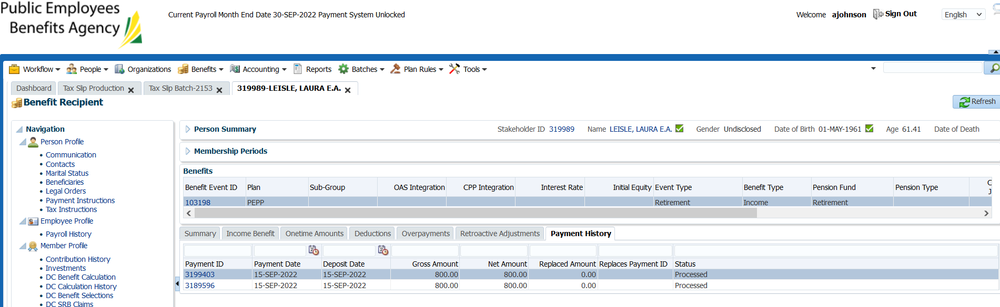 Public Employees
Benefits Agency
Current Payroll Month End Date 30-SEP-2022 Payment System Unlocked
Welcome ajohnson Sign Out English
Workflow People Organizations Benefits Accounting Reports Batches Plan Rules Tools
Dashboard Tax Slip Production Tax Slip Batch-2153 319989-LEISLE, LAURA E.A.
Benefit Recipient
Refresh
Navigation
Person Profile
Communication
Contacts
Marital Status
Beneficiaries
Legal Orders
Payment Instructions
Tax Instructions
Employee Profile
Payroll History
Member Profile
Contribution History
Investments
DC Benefit Calculation
DC Calculation History
DC Benefit Selections
DC SRB Claims
Person Summary Stakeholder ID 319989 Name LEISLE, LAURA E.A. Gender Undisclosed Date of Birth 01-MAY-1961 Age 61.41 Date of Death
Membership Periods
Benefits
Benefit Event ID Plan Sub-Group OAS Integration CPP Integration Interest Rate Initial Equity Event Type Benefit Type Pension Fund Pension Type
103198 PEPP Retirement Income Retirement
Summary Income Benefit Onetime Amounts Deductions Overpayments Retroactive Adjustments Payment History
Payment ID Payment Date Deposit Date Gross Amount Net Amount Replaced Amount Replaces Payment ID Status
3199403 15-SEP-2022 15-SEP-2022 800.00 800.00 0.00 Processed
3189596 15-SEP-2022 15-SEP-2022 800.00 800.00 0.00 Processed